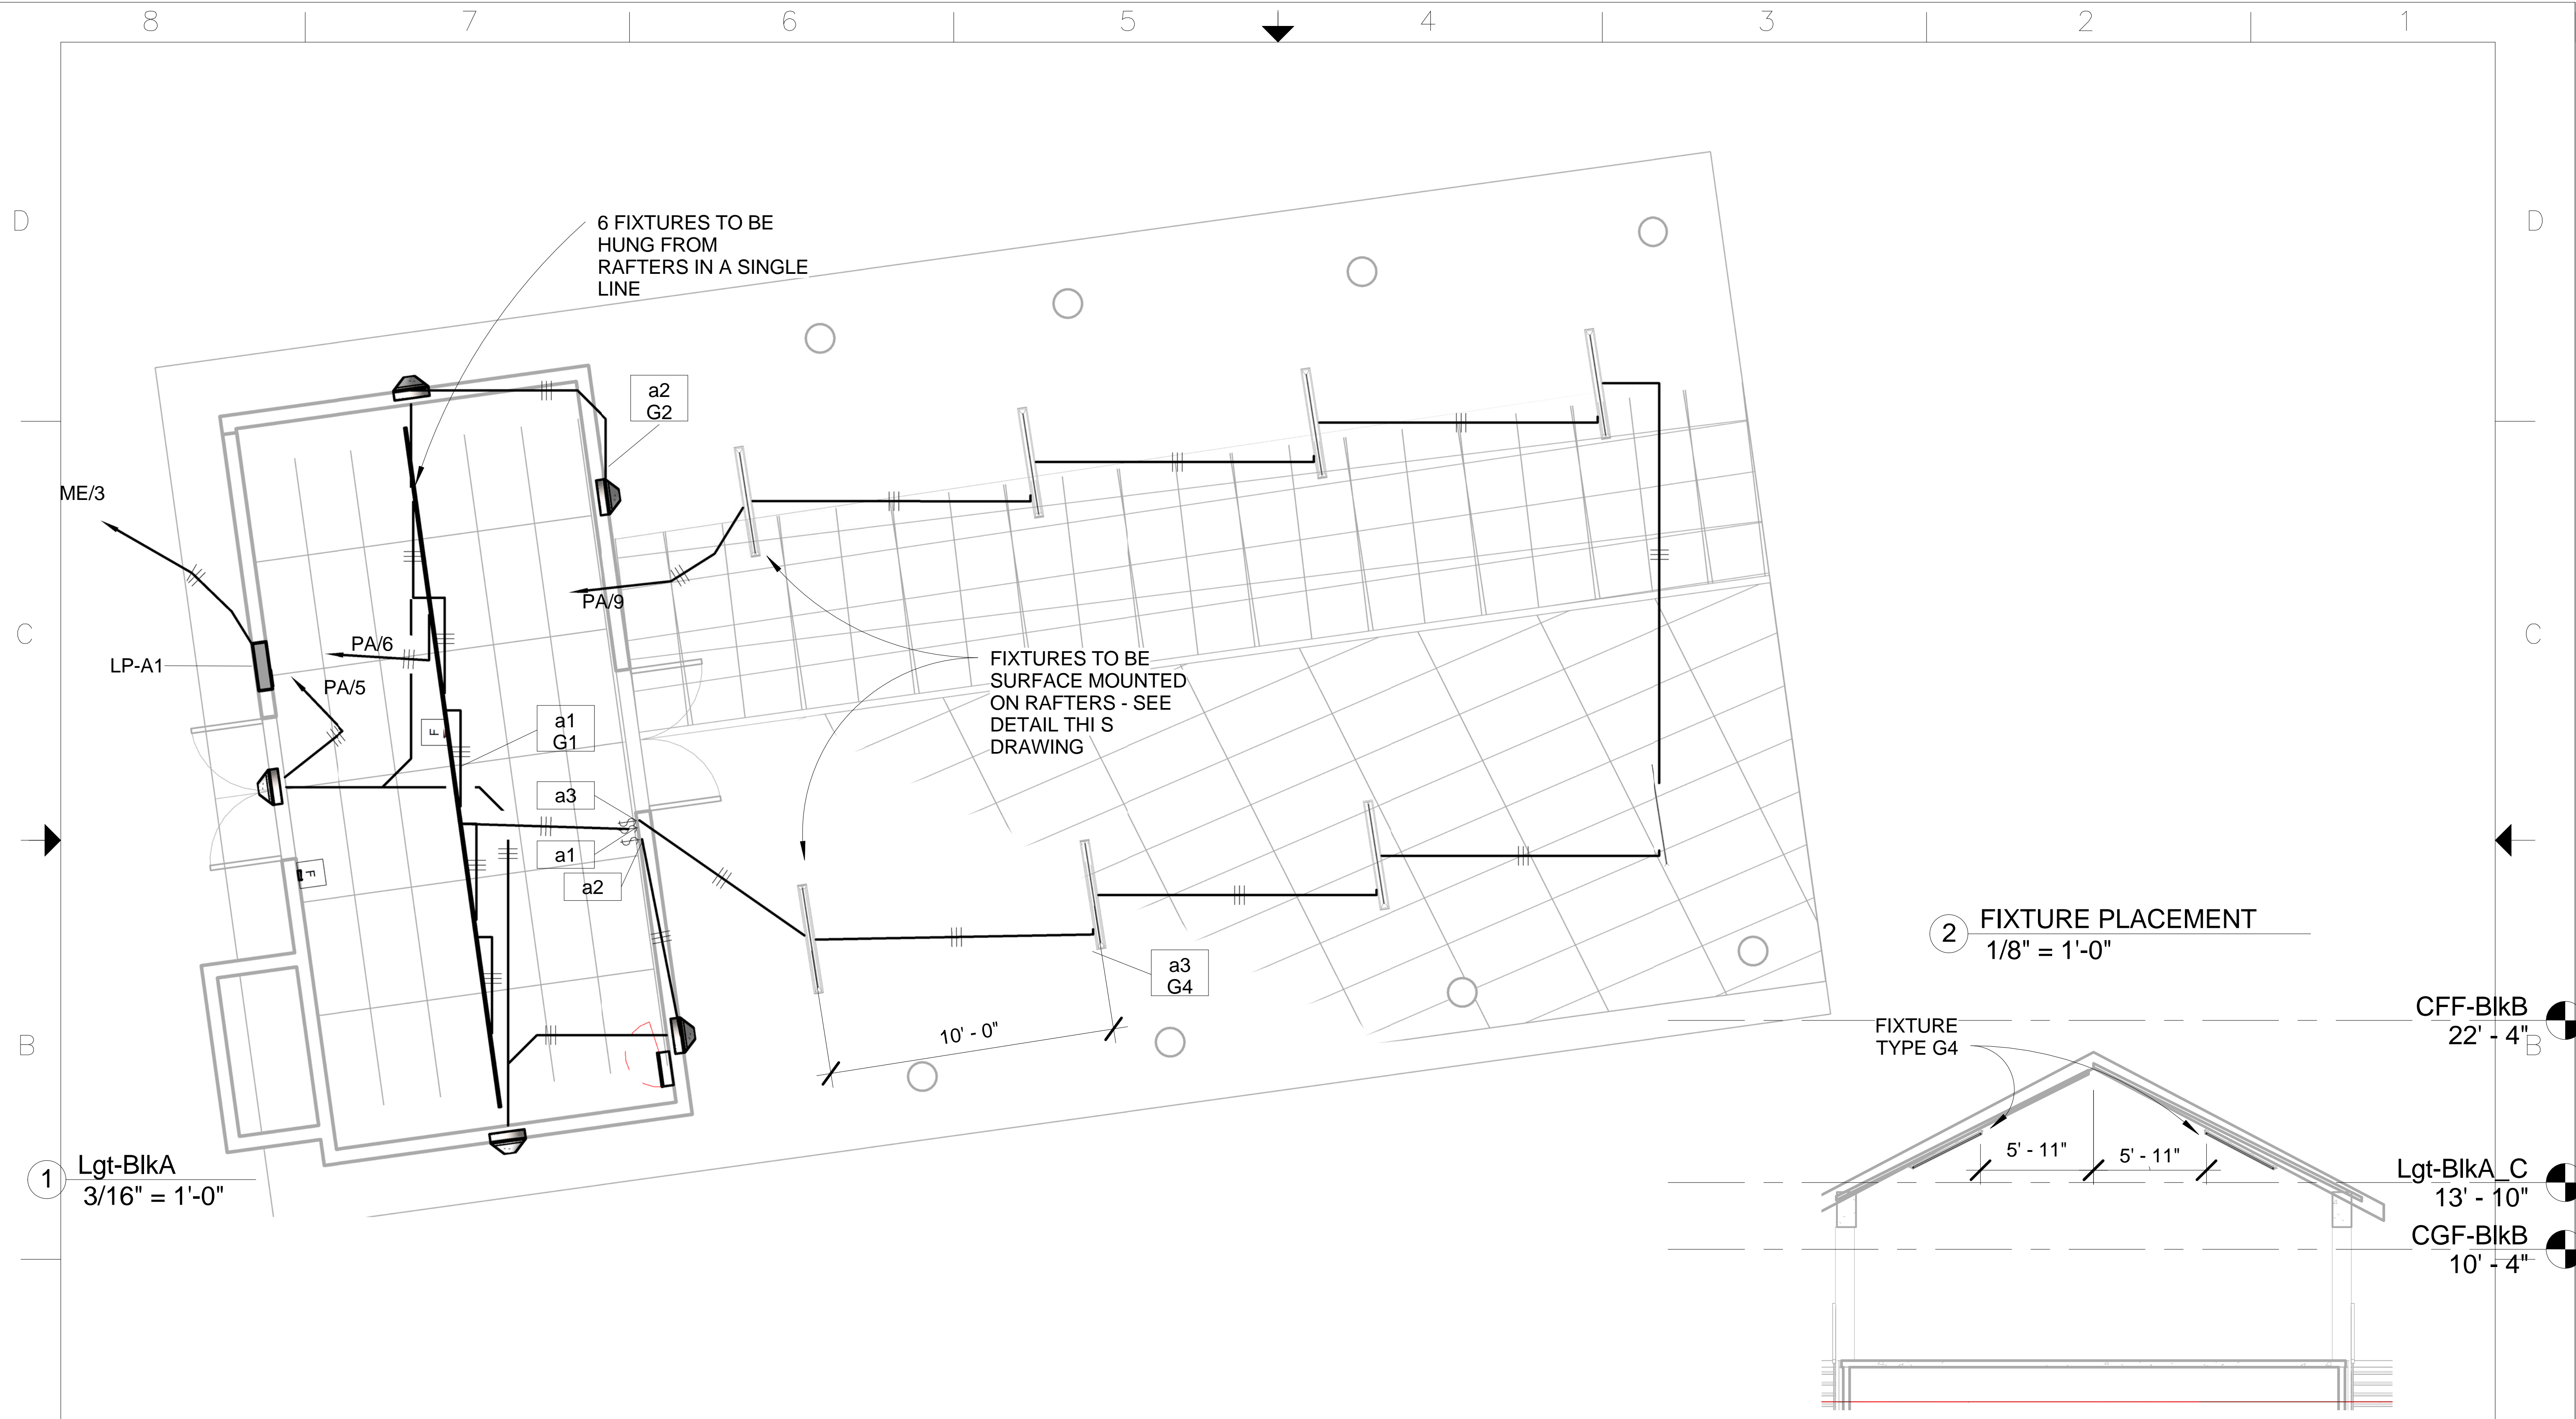 8 7 6 5 4 3 2 1
D
D
6 FIXTURES TO BE
HUNG FROM
RAFTERS IN A SINGLE
LINE
a2
G2
ME/3
PA/9
C
C
PA/6
LP-A1
PA/5
FIXTURES TO BE
SURFACE MOUNTED
ON RAFTERS - SEE
DETAIL THI S
DRAWING
F
a1
G1
a3
a1
F
a2
a3
G4
10' - 0"
2
FIXTURE PLACEMENT
1/8" = 1'-0"
B
B
CFF-BlkB
22' - 4"
FIXTURE
TYPE G4
5' - 11"
5' - 11"
1
Lgt-BlkA
3/16" = 1'-0"
Lgt-BlkA_C
13' - 10"
CGF-BlkB
10' - 4"